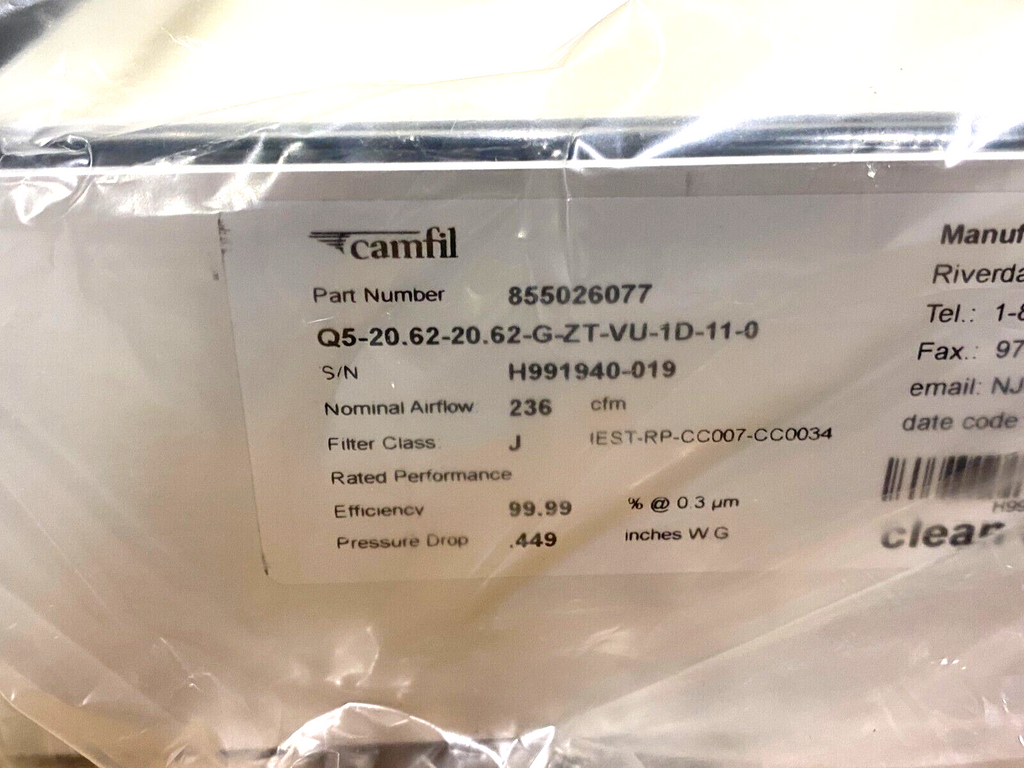 camfil
Part Number 855026077
Q5-20.62-20.62-G-ZT-VU-1D-11-0
S/N H991940-019
Nominal Airflow 236 cfm
Filter Class J IEST-RP-CC007-CC0034
Rated Performance
Efficiency 99.99 % @ 0.3 µm
Pressure Drop .449 inches W G
Manuf
Riverda
Tel.: 1-8
Fax.: 97
email: NJ
date code
H99
clean